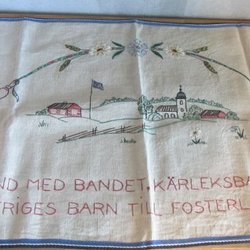 ND MED BANDET, KÄRLEKSBA
RIGES BARN TILL FOSTERL